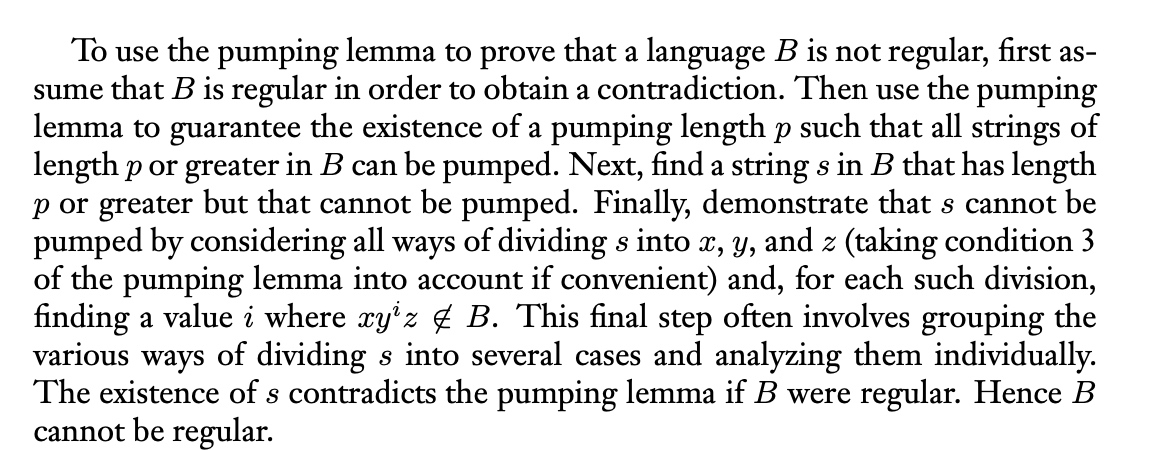 To use the pumping lemma to prove that a language B is not regular, first as-
sume that B is regular in order to obtain a contradiction. Then use the pumping
lemma to guarantee the existence of a pumping length p such that all strings of
length p or greater in B can be pumped. Next, find a string s in B that has length
p or greater but that cannot be pumped. Finally, demonstrate that s cannot be
pumped by considering all ways of dividing s into x, y, and z (taking condition 3
of the pumping lemma into account if convenient) and, for each such division,
finding a value i where xyⁱz ∉ B. This final step often involves grouping the
various ways of dividing s into several cases and analyzing them individually.
The existence of s contradicts the pumping lemma if B were regular. Hence B
cannot be regular.